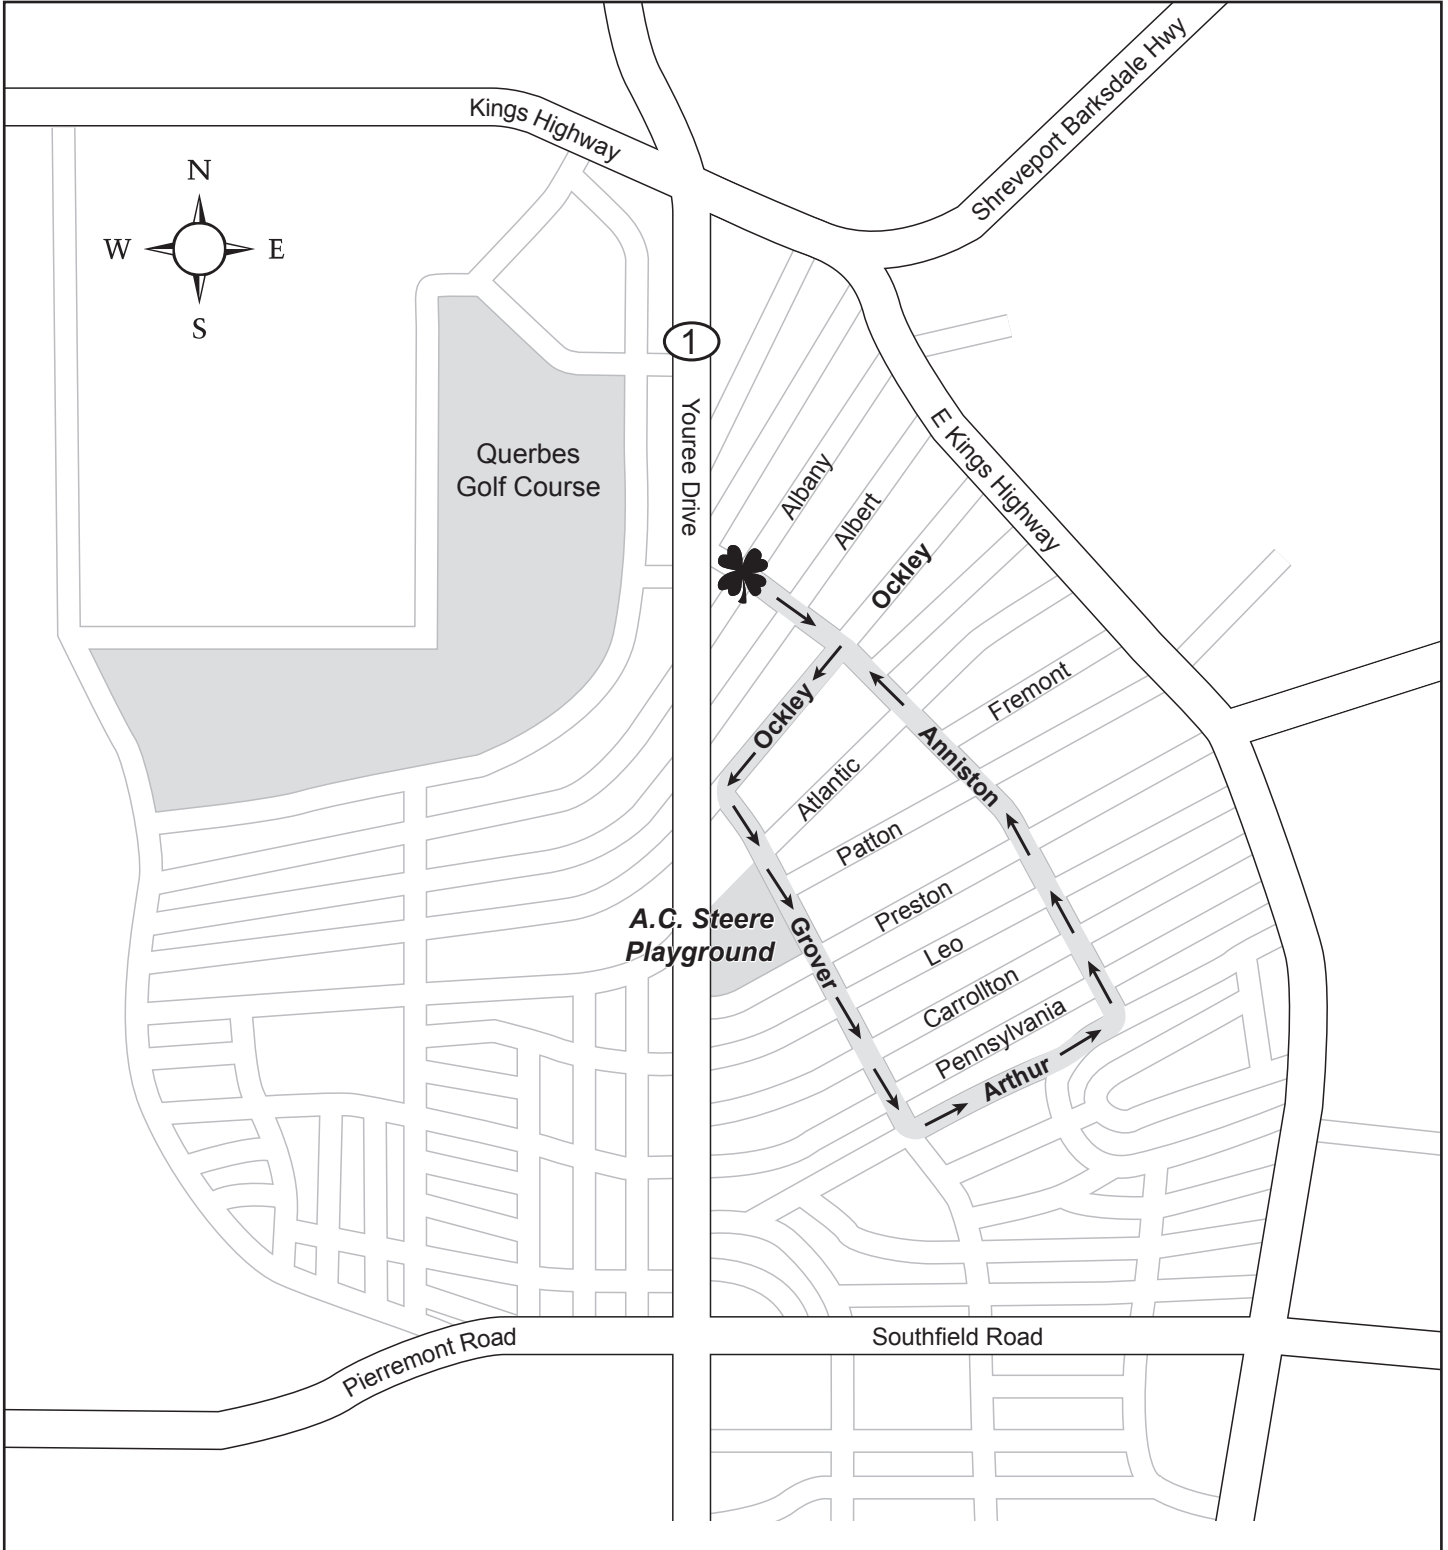 Kings Highway
Shreveport Barksdale Hwy
N
W
E
S
1
Youree Drive
E Kings Highway
Querbes
Golf Course
Albany
Albert
Ockley
Fremont
Ockley
Anniston
Atlantic
Patton
Preston
A.C. Steere
Playground
Grover
Leo
Carrollton
Pennsylvania
Arthur
Pierremont Road
Southfield Road